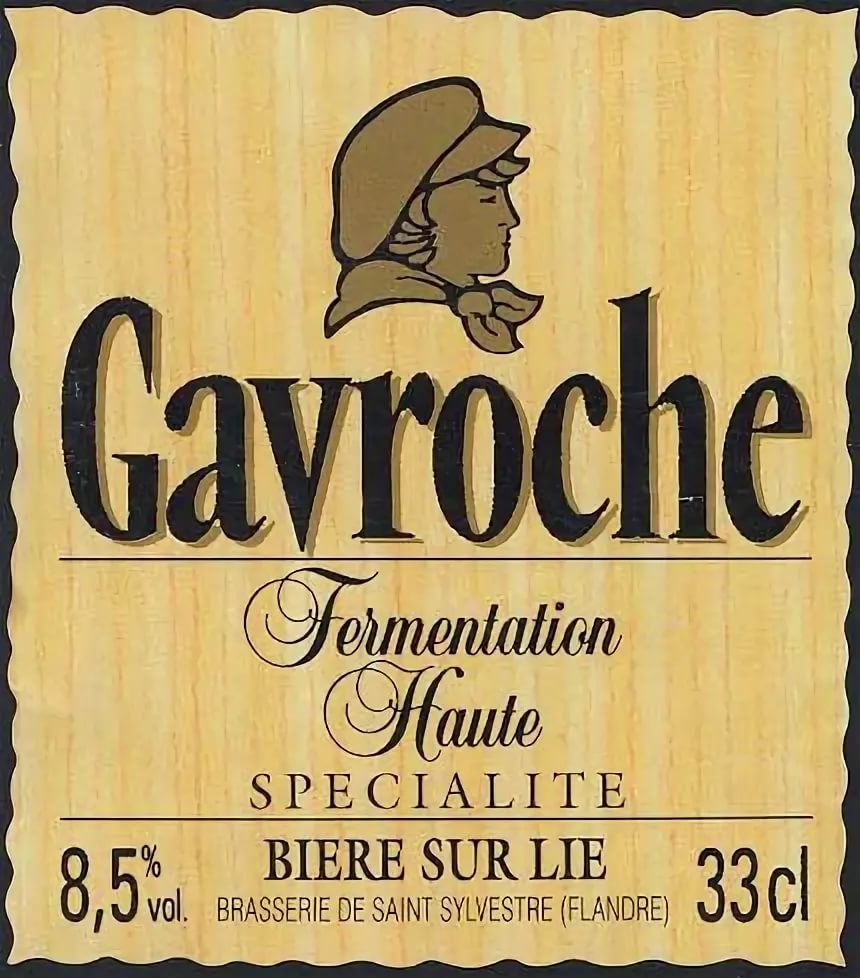 Gavroche
Fermentation
Haute
SPECIALITE
8,5% vol.
BIERE SUR LIE
BRASSERIE DE SAINT SYLVESTRE (FLANDRE)
33cl